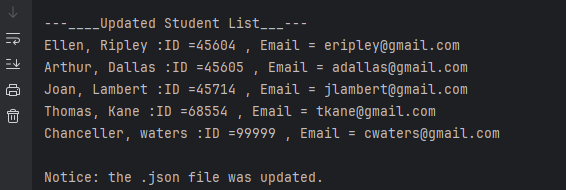 ---____Updated Student List___---
Ellen, Ripley :ID =45604 , Email = eripley@gmail.com
Arthur, Dallas :ID =45605 , Email = adallas@gmail.com
Joan, Lambert :ID =45714 , Email = jlambert@gmail.com
Thomas, Kane :ID =68554 , Email = tkane@gmail.com
Chanceller, waters :ID =99999 , Email = cwaters@gmail.com
Notice: the .json file was updated.